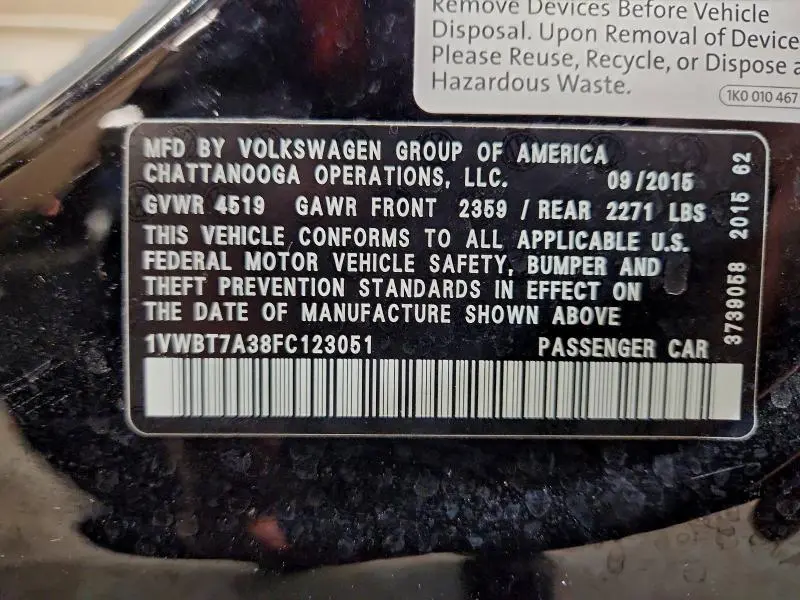 Remove Devices Before Vehicle
Disposal. Upon Removal of Device
Please Reuse, Recycle, or Dispose a
Hazardous Waste.
1K0 010 467
MFD BY VOLKSWAGEN GROUP OF AMERICA
CHATTANOOGA OPERATIONS, LLC. 09/2015
GVWR 4519 GAWR FRONT 2359 / REAR 2271 LBS
THIS VEHICLE CONFORMS TO ALL APPLICABLE U.S.
FEDERAL MOTOR VEHICLE SAFETY, BUMPER AND
THEFT PREVENTION STANDARDS IN EFFECT ON
THE DATE OF MANUFACTURE SHOWN ABOVE
1VWBT7A38FC123051 PASSENGER CAR
3739058 2015 62